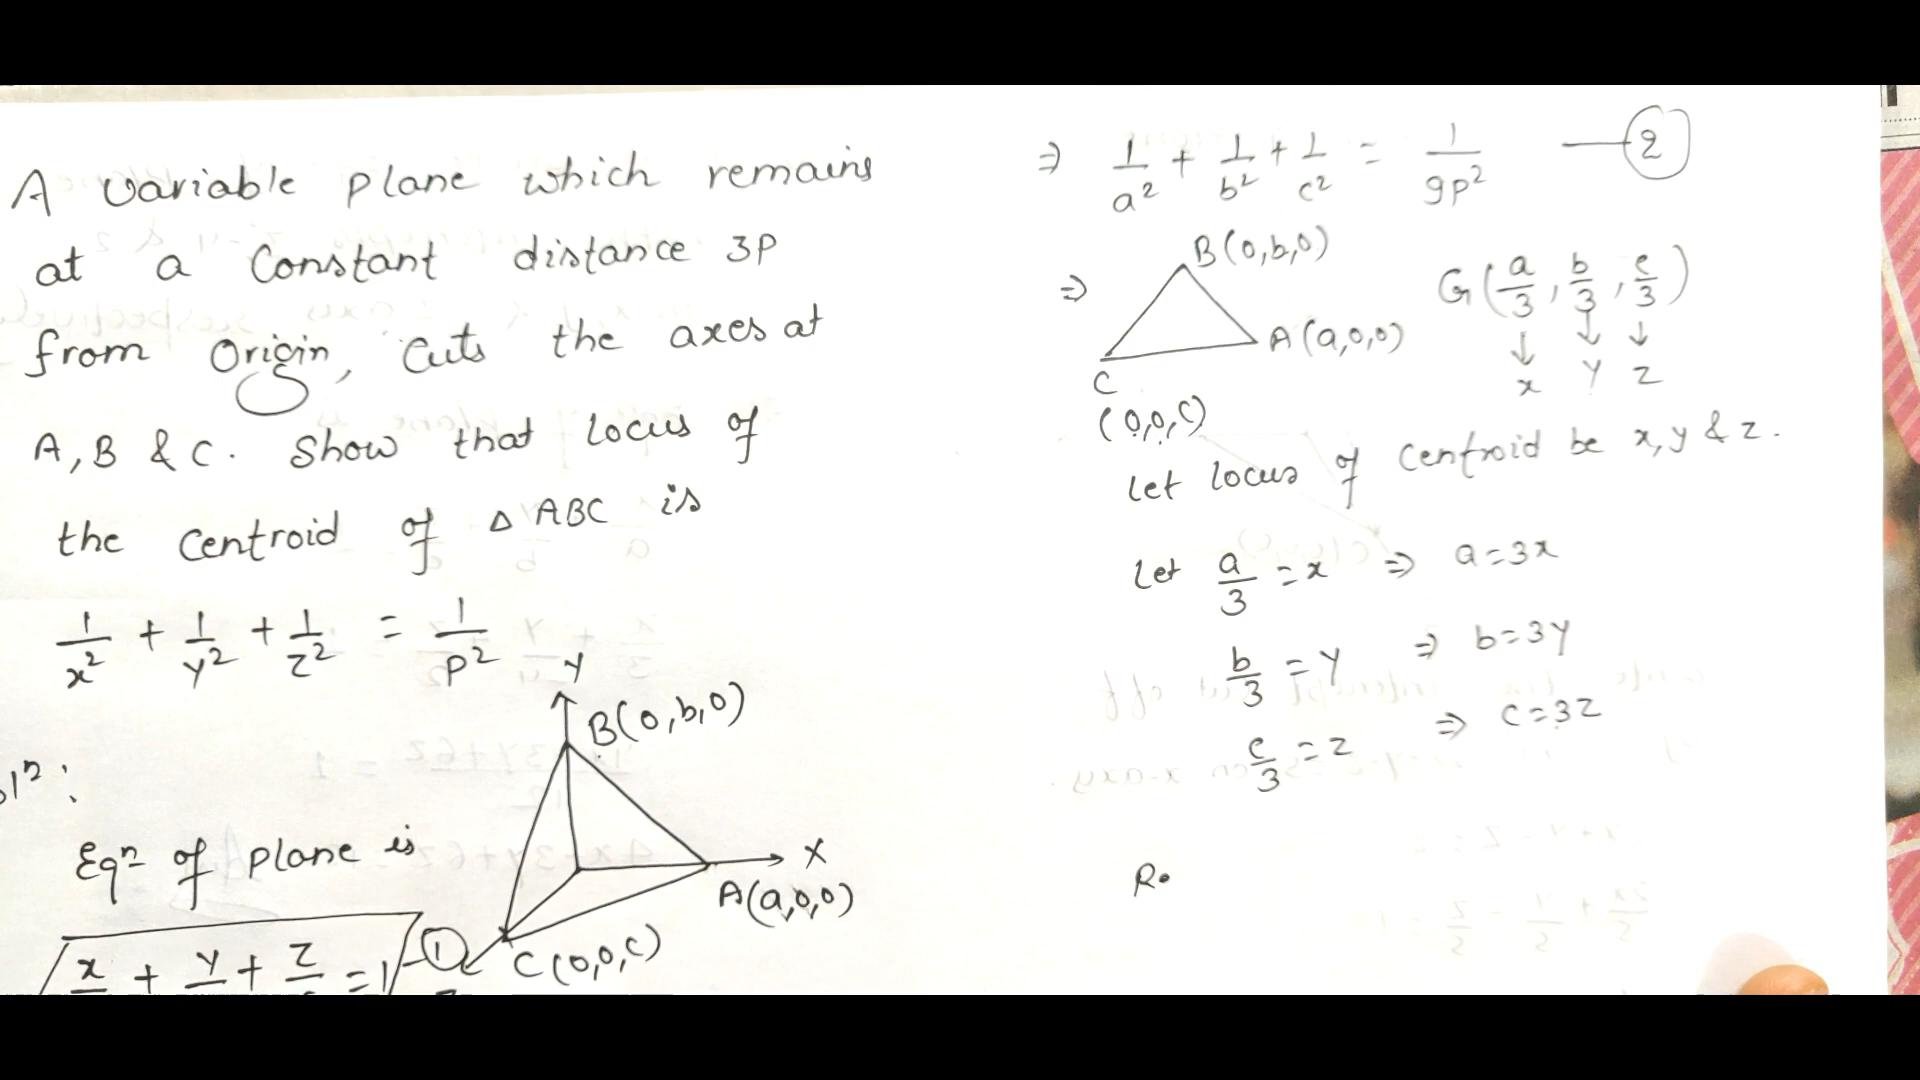 A variable plane which remains
at a constant distance 3P
from origin, cuts the axes at
A, B & C. Show that locus of
the centroid of △ ABC is
1/x² + 1/y² + 1/z² = 1/p²
Y
B(0,b,0)
X
A(a,0,0)
C(0,0,c)
Eqⁿ of plane is
=1 —①
⇒ 1/a² + 1/b² + 1/c² = 1/9p² —②
⇒
B(0,b,0)
A(a,0,0)
C
(0,0,c)
G(a/3, b/3, c/3)
↓ ↓ ↓
x y z
Let locus of centroid be x, y & z.
Let a/3 = x ⇒ a=3x
b/3 = y ⇒ b=3y
c/3 = z ⇒ c=3z